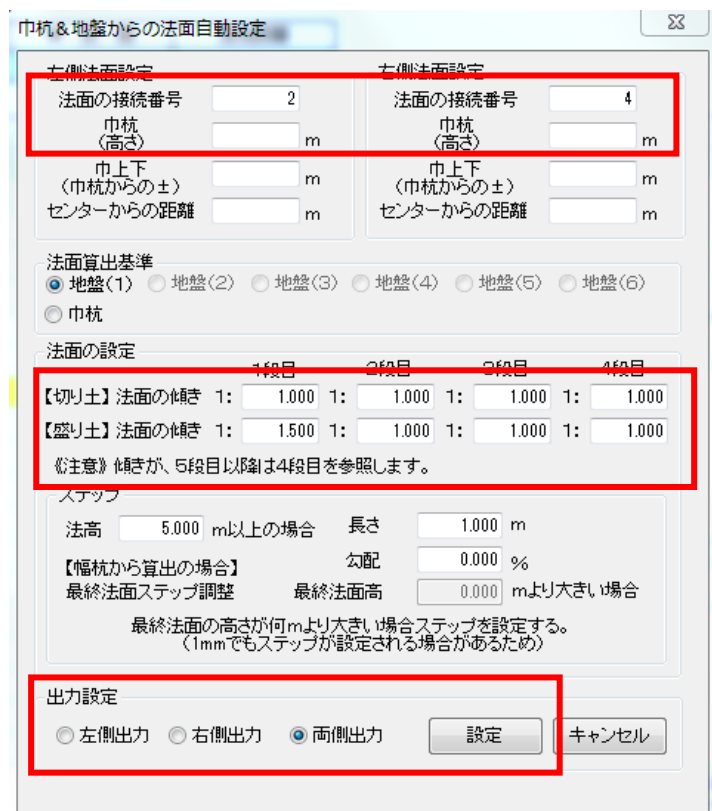 巾杭&地盤からの法面自動設定
左側法面設定 右側法面設定
法面の接続番号 2 法面の接続番号 4
巾杭 巾杭
(高さ) m (高さ) m
巾上下 巾上下
(巾杭からの±) m (巾杭からの±) m
センターからの距離 m センターからの距離 m
法面算出基準
地盤(1) 地盤(2) 地盤(3) 地盤(4) 地盤(5) 地盤(6)
巾杭
法面の設定
1段目 2段目 3段目 4段目
【切り土】法面の傾き 1: 1.000 1: 1.000 1: 1.000 1: 1.000
【盛り土】法面の傾き 1: 1.500 1: 1.000 1: 1.000 1: 1.000
《注意》傾きが、5段目以降は4段目を参照します。
ステップ
法高 5.000 m以上の場合 長さ 1.000 m
勾配 0.000 %
【幅杭から算出の場合】
最終法面ステップ調整 最終法面高 0.000 mより大きい場合
最終法面の高さが何mより大きい場合ステップを設定する。
(1mmでもステップが設定される場合があるため)
出力設定
左側出力 右側出力 両側出力 設定 キャンセル